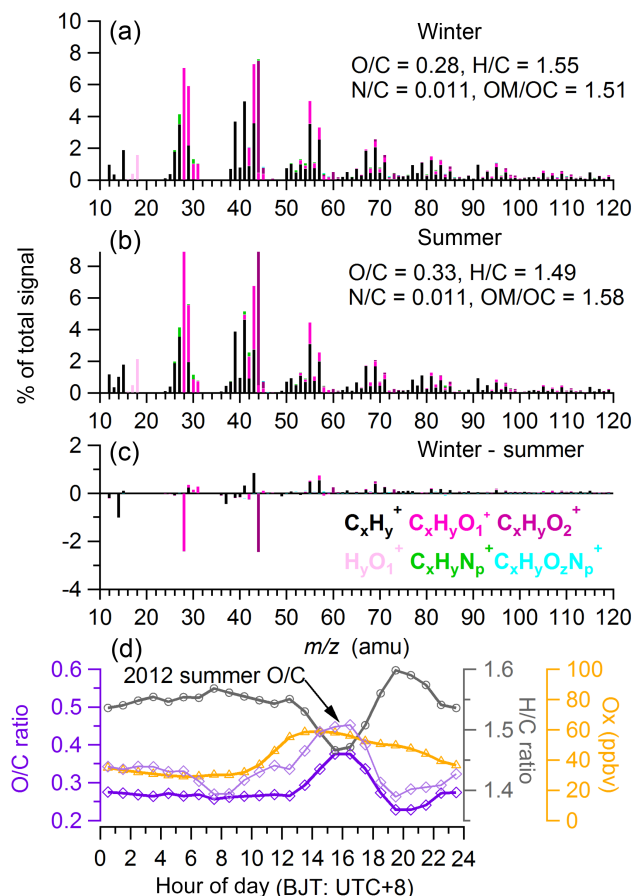 (a) Winter
O/C = 0.28, H/C = 1.55
N/C = 0.011, OM/OC = 1.51
10
8
6
4
2
0
10 20 30 40 50 60 70 80 90 100 110 120
(b) Summer
O/C = 0.33, H/C = 1.49
N/C = 0.011, OM/OC = 1.58
% of total signal
8
6
4
2
0
10 20 30 40 50 60 70 80 90 100 110 120
(c) Winter - summer
2
0
-2
-4
CxHy+ CxHyO1+ CxHyO2+
HyO1+ CxHyNp+ CxHyOzNp+
10 20 30 40 50 60 70 80 90 100 110 120
m/z (amu)
(d)
2012 summer O/C
O/C ratio
0.6
0.5
0.4
0.3
0.2
1.6
1.5
1.4
H/C ratio
100
80
60
40
20
0
Ox (ppbv)
0 2 4 6 8 10 12 14 16 18 20 22 24
Hour of day (BJT: UTC+8)